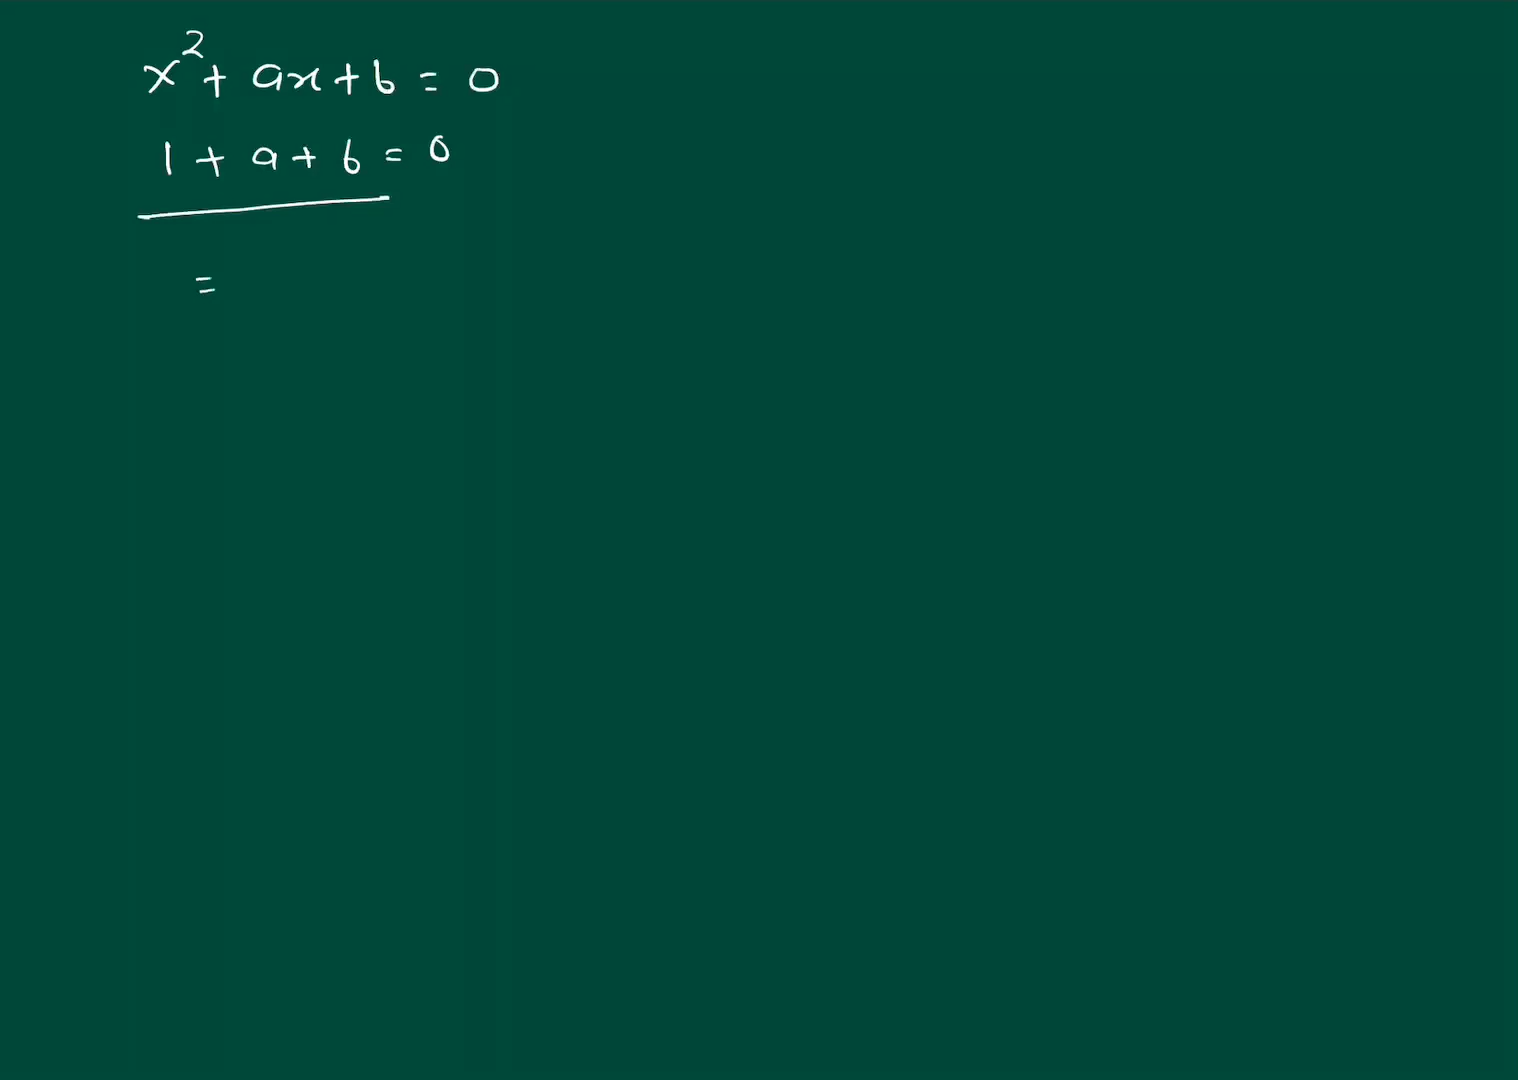 x² + ax + b = 0
1 + a + b = 0
=